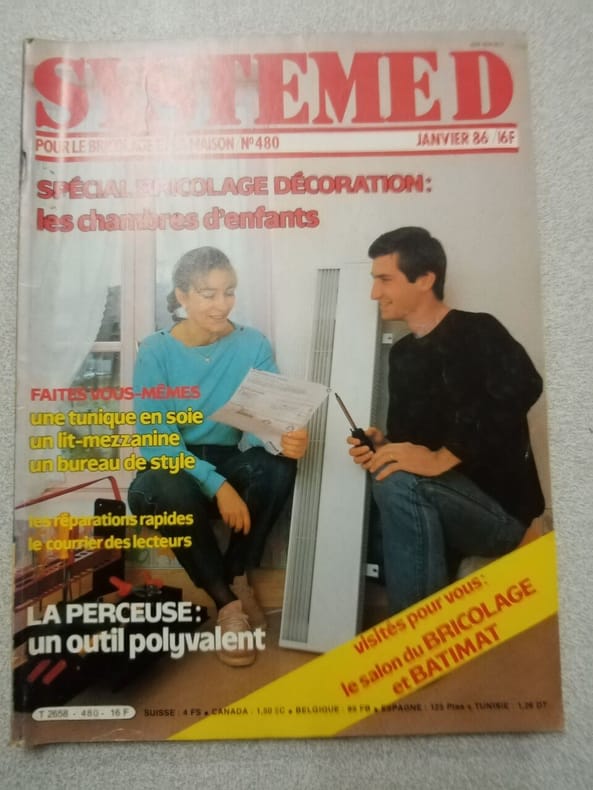 SYSTEME D
POUR LE BRICOLAGE ET LA MAISON / N° 480
JANVIER 86 / 16F
SPÉCIAL BRICOLAGE DÉCORATION :
les chambres d'enfants
FAITES VOUS-MÊMES
une tunique en soie
un lit-mezzanine
un bureau de style
les réparations rapides
le courrier des lecteurs
LA PERCEUSE :
un outil polyvalent
visités pour vous :
le salon du BRICOLAGE
et BATIMAT
T 2658 - 480 - 16 F
SUISSE : 4 FS • CANADA : 1,50 $C • BELGIQUE : 99 FB • ESPAGNE : 125 Ptas • TUNISIE : 1,26 DT